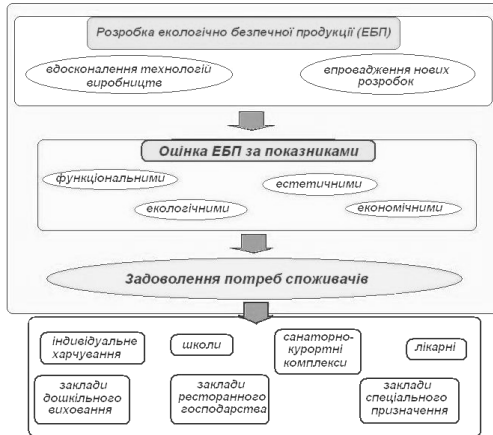 Розробка екологічно безпечної продукції (ЕБП)
вдосконалення технологій
виробництв
впровадження нових
розробок
Оцінка ЕБП за показниками
функціональними
естетичними
екологічними
економічними
Задоволення потреб споживачів
індивідуальне
харчування
школи
санаторно-
курортні
комплекси
лікарні
заклади
дошкільного
виховання
заклади
ресторанного
господарства
заклади
спеціального
призначення